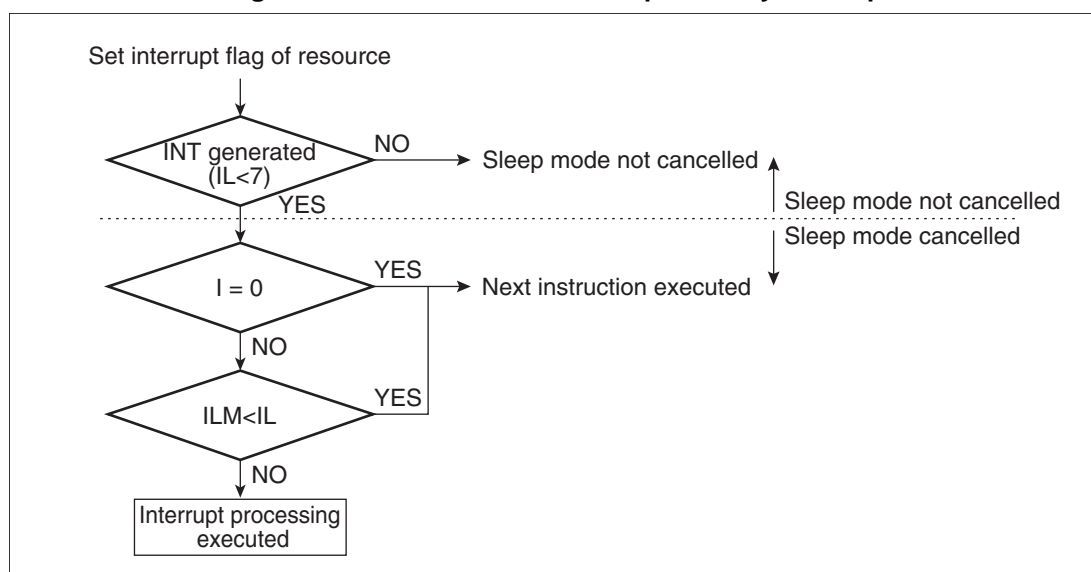 Set interrupt flag of resource
INT generated
(IL<7)
NO
Sleep mode not cancelled
YES
Sleep mode not cancelled
Sleep mode cancelled
I = 0
YES
Next instruction executed
NO
ILM<IL
YES
NO
Interrupt processing
executed